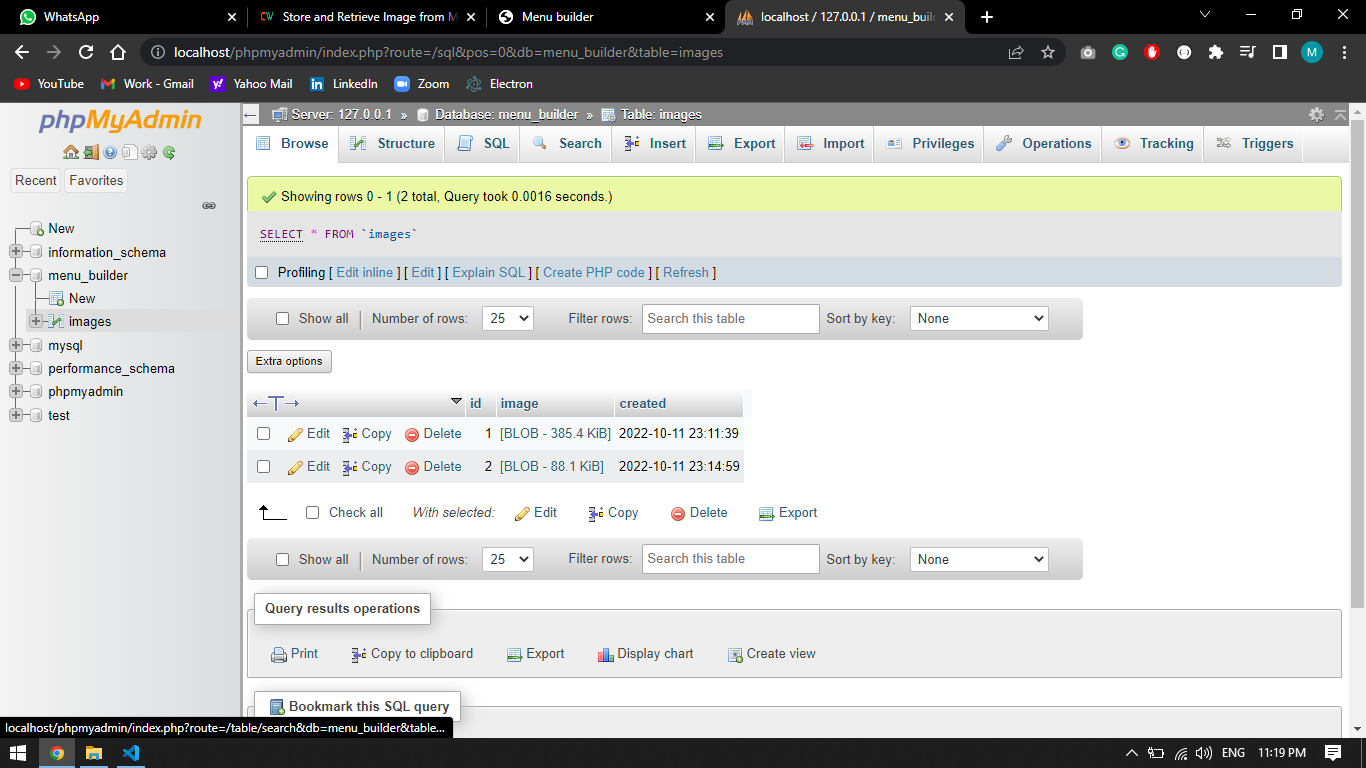 WhatsApp
Store and Retrieve Image from M
Menu builder
localhost / 127.0.0.1 / menu_buil
localhost/phpmyadmin/index.php?route=/sql&pos=0&db=menu_builder&table=images
M
YouTube
Work - Gmail
Yahoo Mail
LinkedIn
Zoom
Electron
phpMyAdmin
Recent
Favorites
New
information_schema
menu_builder
New
images
mysql
performance_schema
phpmyadmin
test
Server: 127.0.0.1 » Database: menu_builder » Table: images
Browse
Structure
SQL
Search
Insert
Export
Import
Privileges
Operations
Tracking
Triggers
Showing rows 0 - 1 (2 total, Query took 0.0016 seconds.)
SELECT * FROM `images`
Profiling [ Edit inline ] [ Edit ] [ Explain SQL ] [ Create PHP code ] [ Refresh ]
Show all | Number of rows: 25 Filter rows: Search this table Sort by key: None
Extra options
id image created
Edit Copy Delete 1 [BLOB - 385.4 KiB] 2022-10-11 23:11:39
Edit Copy Delete 2 [BLOB - 88.1 KiB] 2022-10-11 23:14:59
Check all With selected: Edit Copy Delete Export
Show all | Number of rows: 25 Filter rows: Search this table Sort by key: None
Query results operations
Print Copy to clipboard Export Display chart Create view
Bookmark this SQL query
localhost/phpmyadmin/index.php?route=/table/search&db=menu_builder&table...
ENG 11:19 PM